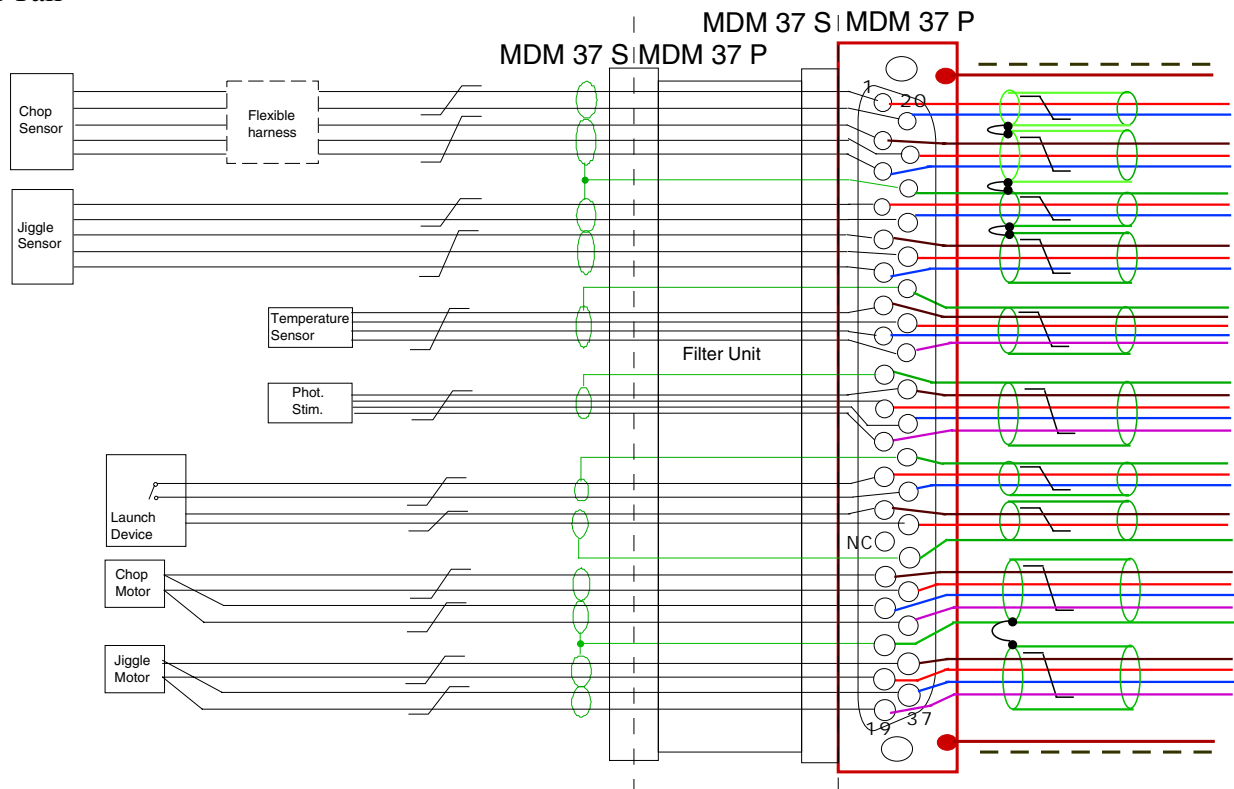 MDM 37 S MDM 37 P
MDM 37 S MDM 37 P
1
20
Chop
Sensor
Flexible
harness
Jiggle
Sensor
Temperature
Sensor
Filter Unit
Phot.
Stim.
Launch
Device
NC
Chop
Motor
Jiggle
Motor
19
37